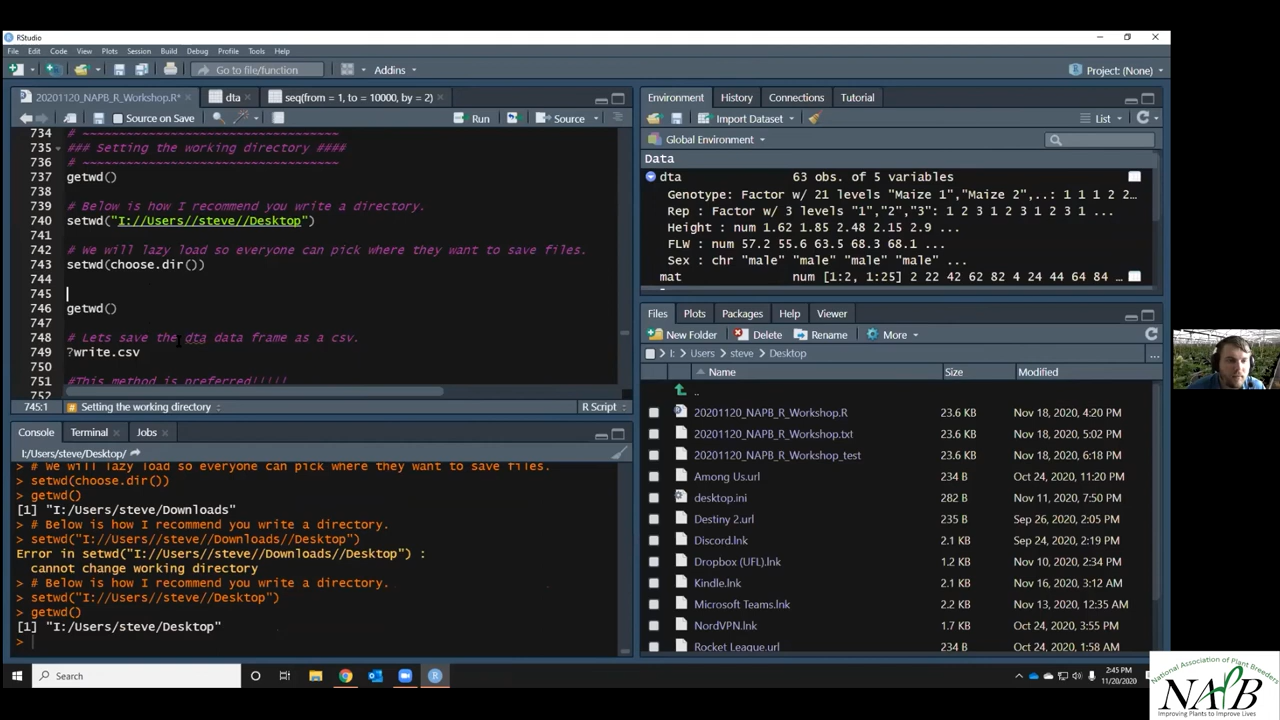 RStudio
File Edit Code View Plots Session Build Debug Profile Tools Help
Go to file/function
Addins
Project: (None)
20201120_NAPB_R_Workshop.R*
dta
seq(from = 1, to = 10000, by = 2)
Source on Save
Run
Source
734 # ~~~~~~~~~~~~~~~~~~~~~~~~~~~~~~~~~~~
735 ### Setting the working directory ####
736 # ~~~~~~~~~~~~~~~~~~~~~~~~~~~~~~~~~~~
737 getwd()
738
739 # Below is how I recommend you write a directory.
740 setwd("I://Users//steve//Desktop")
741
742 # We will lazy load so everyone can pick where they want to save files.
743 setwd(choose.dir())
744
745
746 getwd()
747
748 # Lets save the dta data frame as a csv.
749 ?write.csv
750
751 #This method is preferred!!!!!
752
745:1 # Setting the working directory
R Script
Console Terminal Jobs
I:/Users/steve/Desktop/
> # We will lazy load so everyone can pick where they want to save files.
> setwd(choose.dir())
> getwd()
[1] "I:/Users/steve/Downloads"
> # Below is how I recommend you write a directory.
> setwd("I://Users//steve//Downloads//Desktop")
Error in setwd("I://Users//steve//Downloads//Desktop") :
cannot change working directory
> # Below is how I recommend you write a directory.
> setwd("I://Users//steve//Desktop")
> getwd()
[1] "I:/Users/steve/Desktop"
>
Environment History Connections Tutorial
Import Dataset
List
Global Environment
Data
dta 63 obs. of 5 variables
Genotype: Factor w/ 21 levels "Maize 1","Maize 2",..: 1 1 1 2 2…
Rep : Factor w/ 3 levels "1","2","3": 1 2 3 1 2 3 1 2 3 1 ...
Height : num 1.62 1.85 2.48 2.15 2.9 ...
FLW : num 57.2 55.6 63.5 68.3 68.1 ...
Sex : chr "male" "male" "male" "male" ...
mat num [1:2, 1:25] 2 22 42 62 82 4 24 44 64 84 …
Files Plots Packages Help Viewer
New Folder Delete Rename More
I: Users steve Desktop ...
Name Size Modified
..
20201120_NAPB_R_Workshop.R 23.6 KB Nov 18, 2020, 4:20 PM
20201120_NAPB_R_Workshop.txt 23.6 KB Nov 18, 2020, 5:02 PM
20201120_NAPB_R_Workshop_test 23.6 KB Nov 18, 2020, 6:18 PM
Among Us.url 234 B Oct 24, 2020, 11:20 PM
desktop.ini 282 B Nov 11, 2020, 7:50 PM
Destiny 2.url 235 B Sep 26, 2020, 2:05 PM
Discord.lnk 2.1 KB Sep 24, 2020, 2:19 PM
Dropbox (UFL).lnk 1.2 KB Nov 10, 2020, 2:34 PM
Kindle.lnk 2.1 KB Nov 16, 2020, 3:12 AM
Microsoft Teams.lnk 2.2 KB Nov 13, 2020, 12:35 AM
NordVPN.lnk 1.7 KB Oct 24, 2020, 3:55 PM
Rocket League.url 234 B Oct 24, 2020, 1:58 AM
Search
2:45 PM
11/20/2020
National Association of Plant Breeders
NAPB
Improving Plants to Improve Lives